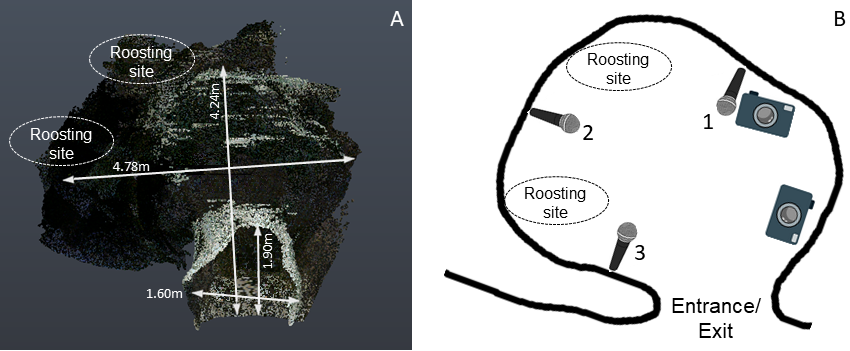 A
Roosting
site
Roosting
site
4.24m
4.78m
1.90m
1.60m
B
Roosting
site
1
2
Roosting
site
3
Entrance/
Exit